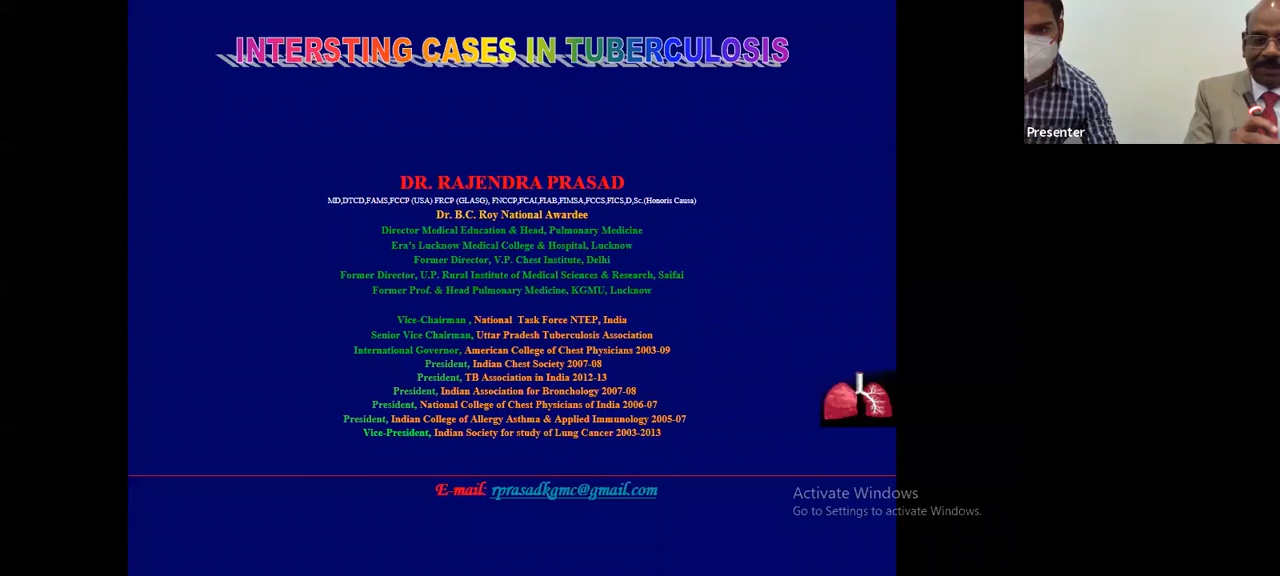 INTERSTING CASES IN TUBERCULOSIS
Presenter
DR. RAJENDRA PRASAD
MD,DTCD,FAMS,FCCP (USA) FRCP (GLASG), FNCCP,FCAI,FIAB,FIMSA,FCCS,FICS,D,Sc.(Honoris Causa)
Dr. B.C. Roy National Awardee
Director Medical Education & Head, Pulmonary Medicine
Era's Lucknow Medical College & Hospital, Lucknow
Former Director, V.P. Chest Institute, Delhi
Former Director, U.P. Rural Institute of Medical Sciences & Research, Saifai
Former Prof. & Head Pulmonary Medicine, KGMU, Lucknow
Vice-Chairman , National Task Force NTEP, India
Senior Vice Chairman, Uttar Pradesh Tuberculosis Association
International Governor, American College of Chest Physicians 2003-09
President, Indian Chest Society 2007-08
President, TB Association in India 2012-13
President, Indian Association for Bronchology 2007-08
President, National College of Chest Physicians of India 2006-07
President, Indian College of Allergy Asthma & Applied Immunology 2005-07
Vice-President, Indian Society for study of Lung Cancer 2003-2013
E-mail: rprasadkgmc@gmail.com
Activate Windows
Go to Settings to activate Windows.